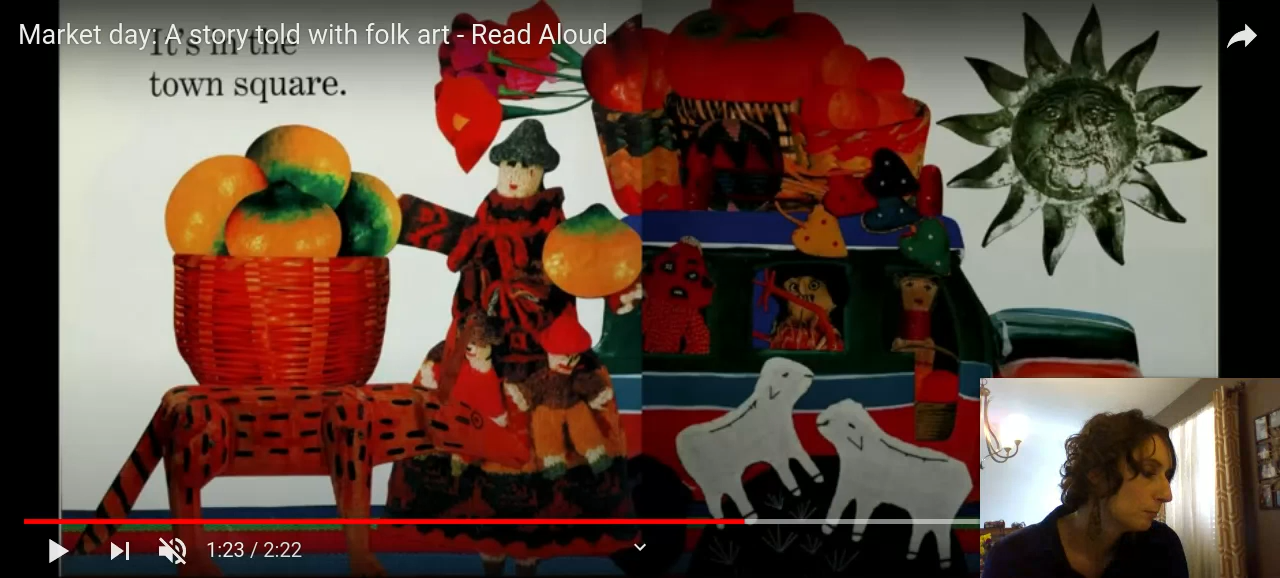 Market day: A story told with folk art - Read Aloud
It's in the
town square.
1:23 / 2:22